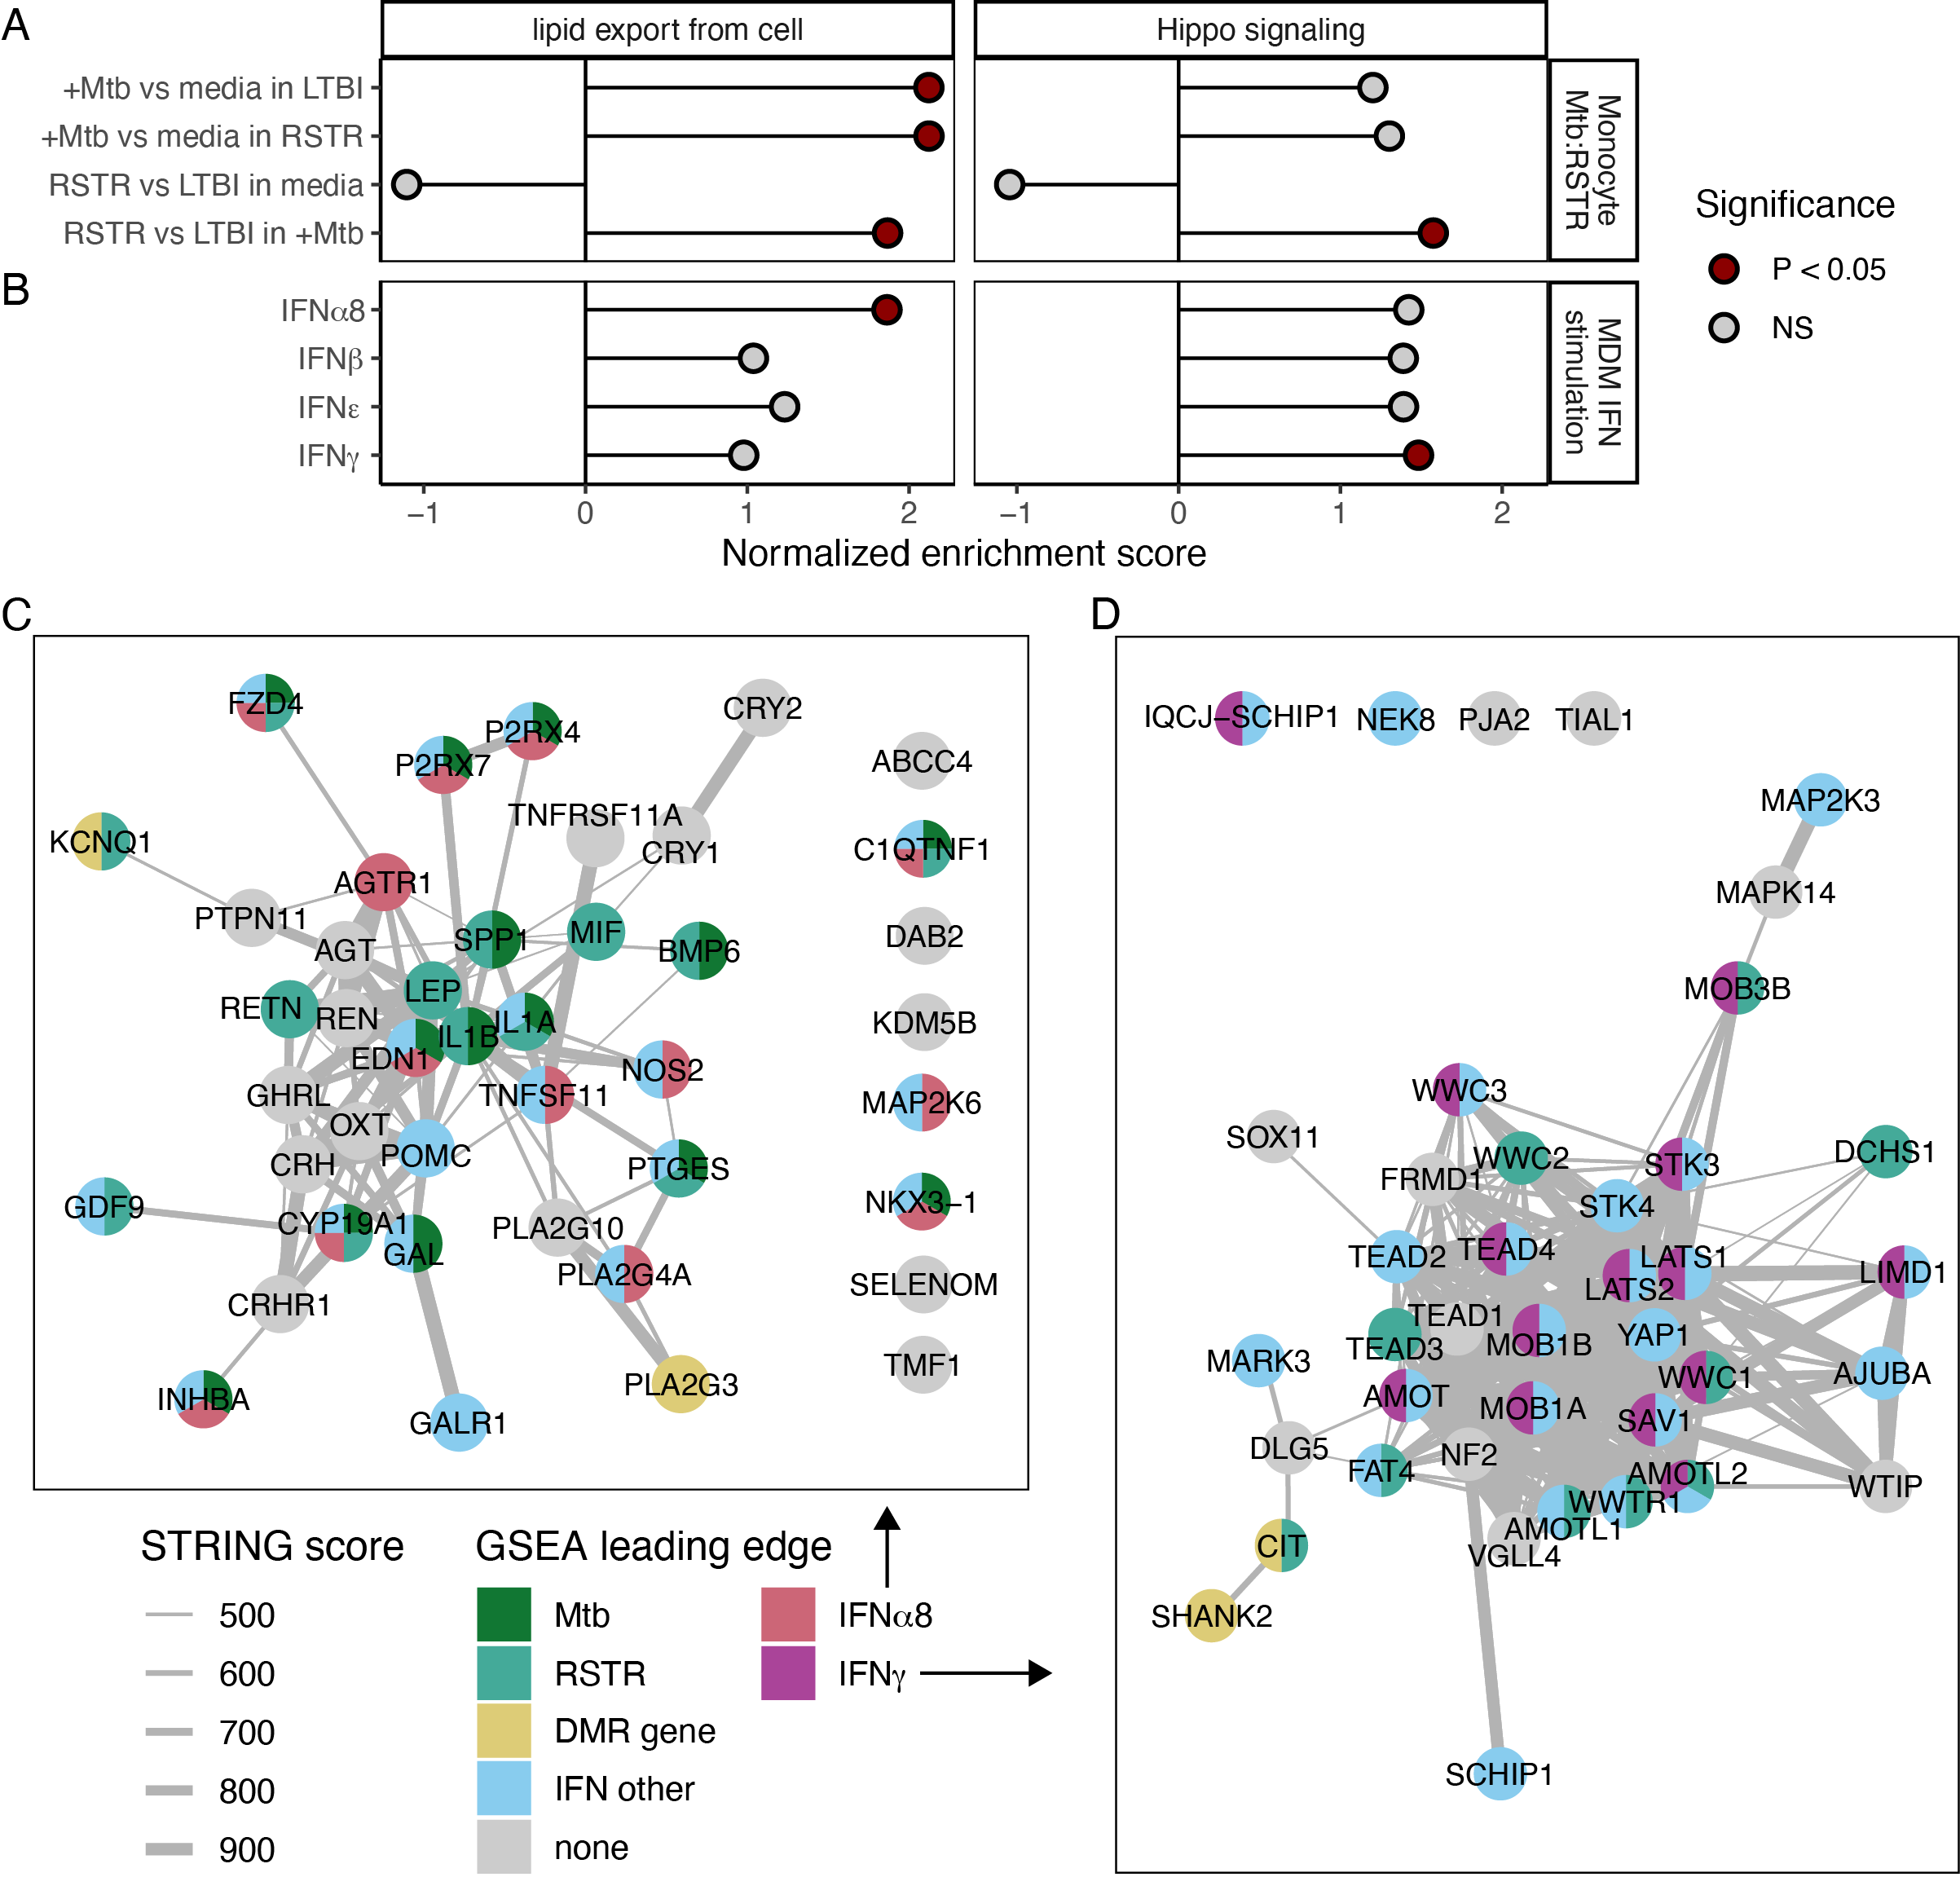 A
lipid export from cell
Hippo signaling
+Mtb vs media in LTBI
+Mtb vs media in RSTR
RSTR vs LTBI in media
RSTR vs LTBI in +Mtb
Monocyte
Mtb:RSTR
Significance
P < 0.05
NS
B
IFNα8
IFNβ
IFNε
IFNγ
MDM IFN
stimulation
−1 0 1 2
−1 0 1 2
Normalized enrichment score
C
FZD4
P2RX4
P2RX7
CRY2
TNFRSF11A
CRY1
KCNQ1
AGTR1
PTPN11
AGT
SPP1
MIF
BMP6
LEP
RETN
REN
IL1A
IL1B
EDN1
NOS2
GHRL
TNFSF11
OXT
POMC
CRH
PTGES
GDF9
CYP19A1
GAL
PLA2G10
PLA2G4A
CRHR1
INHBA
PLA2G3
GALR1
ABCC4
C1QTNF1
DAB2
KDM5B
MAP2K6
NKX3−1
SELENOM
TMF1
D
IQCJ−SCHIP1
NEK8
PJA2
TIAL1
MAP2K3
MAPK14
MOB3B
WWC3
SOX11
WWC2
STK3
DCHS1
FRMD1
STK4
TEAD2
TEAD4
LATS1
LATS2
LIMD1
TEAD1
TEAD3
MOB1B
YAP1
MARK3
WWC1
AJUBA
AMOT
MOB1A
SAV1
DLG5
NF2
FAT4
AMOTL2
WTIP
WWTR1
AMOTL1
VGLL4
CIT
SHANK2
SCHIP1
STRING score
500
600
700
800
900
GSEA leading edge
Mtb
RSTR
DMR gene
IFN other
none
IFNα8
IFNγ